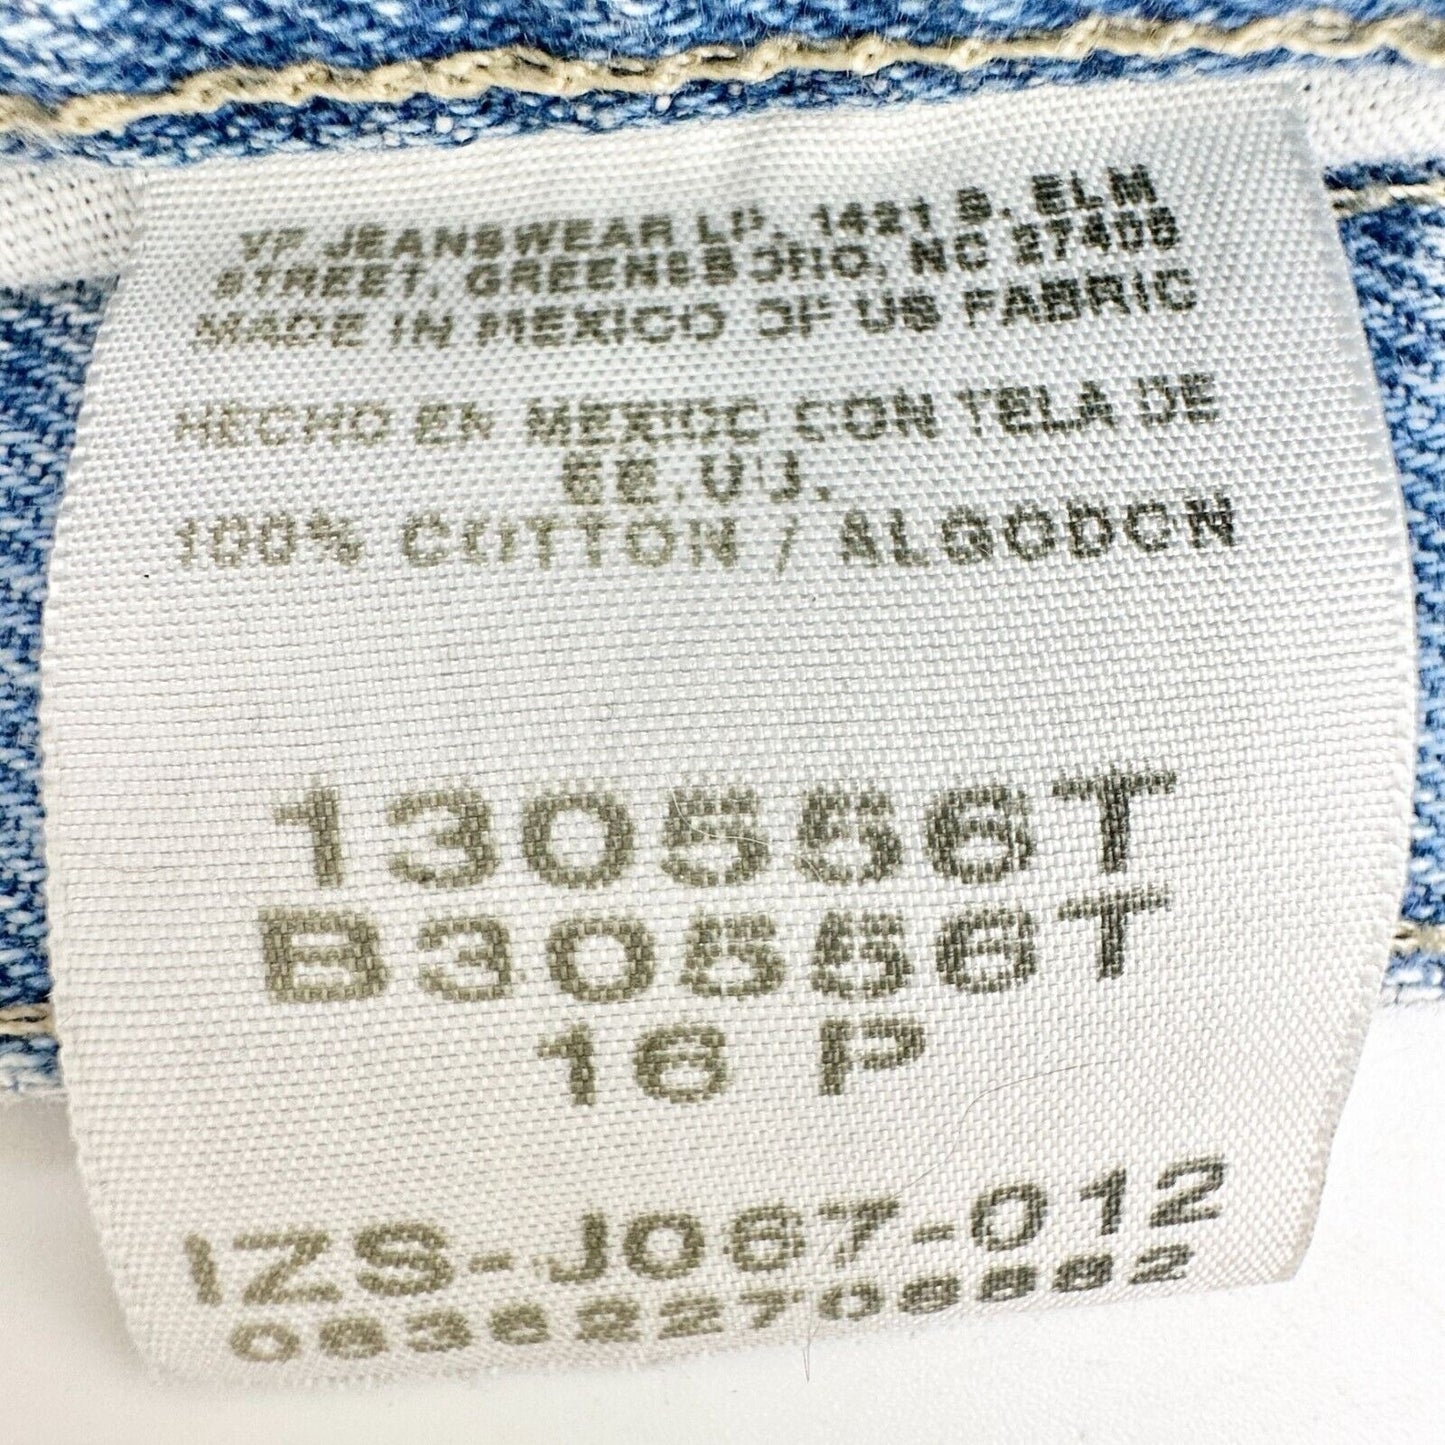 VF JEANSWEAR LP, 1421 S. ELM
STREET, GREENSBORO, NC 27406
MADE IN MEXICO OF US FABRIC
HECHO EN MEXICO CON TELA DE
EE.UU.
100% COTTON / ALGODON
130556T
B30556T
16 P
IZS-J067-012